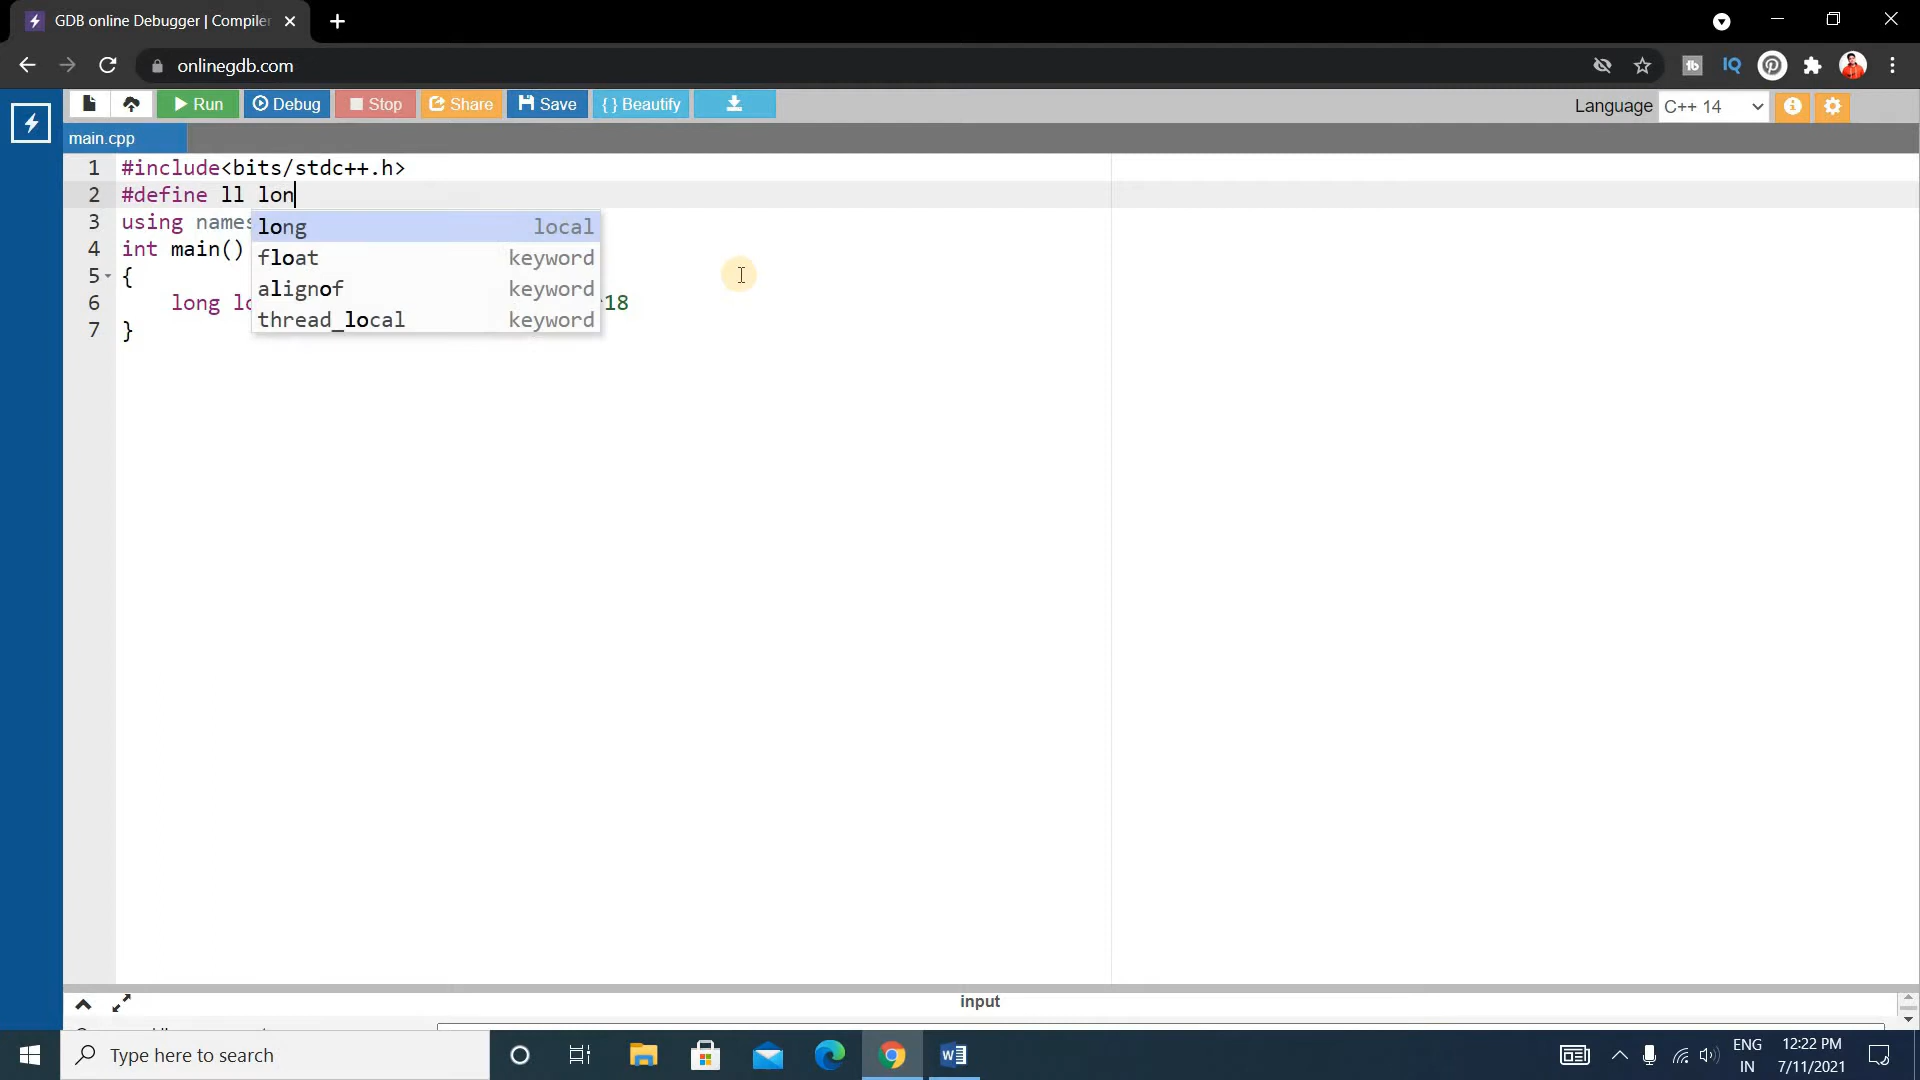 GDB online Debugger | Compiler
onlinegdb.com
IQ
Run Debug Stop Share Save { } Beautify Language C++ 14
main.cpp
1 #include<bits/stdc++.h>
2 #define ll lon
3 using names
4 int main()
5 {
6 long lo 18
7 }
long local
float keyword
alignof keyword
thread_local keyword
input
Type here to search
ENG
IN
12:22 PM
7/11/2021